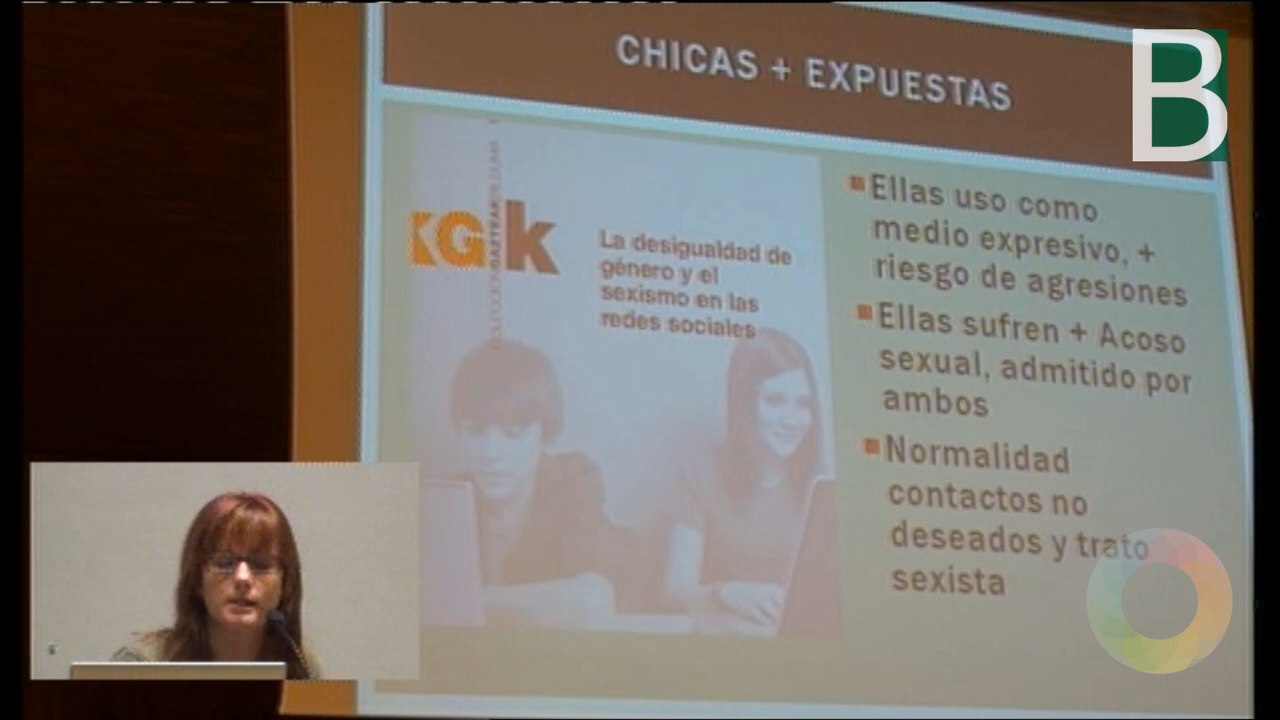 CHICAS + EXPUESTAS
B
KGk
La desigualdad de
género y el
sexismo en las
redes sociales
Ellas uso como
medio expresivo, +
riesgo de agresiones
Ellas sufren + Acoso
sexual, admitido por
ambos
Normalidad
contactos no
deseados y trato
sexista